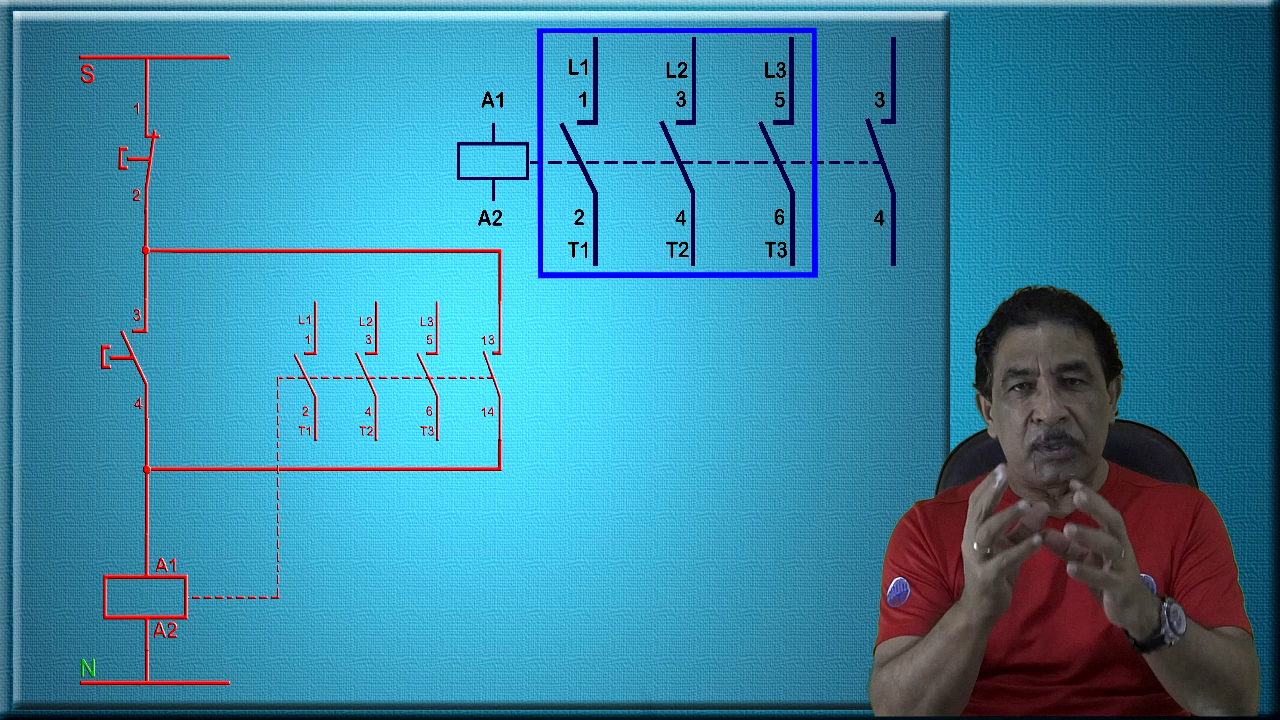 S
1
2
3
4
A1
A2
N
L1 L2 L3
1 3 5 13
2 4 6 14
T1 T2 T3
A1
A2
L1 L2 L3
1 3 5 3
2 4 6 4
T1 T2 T3